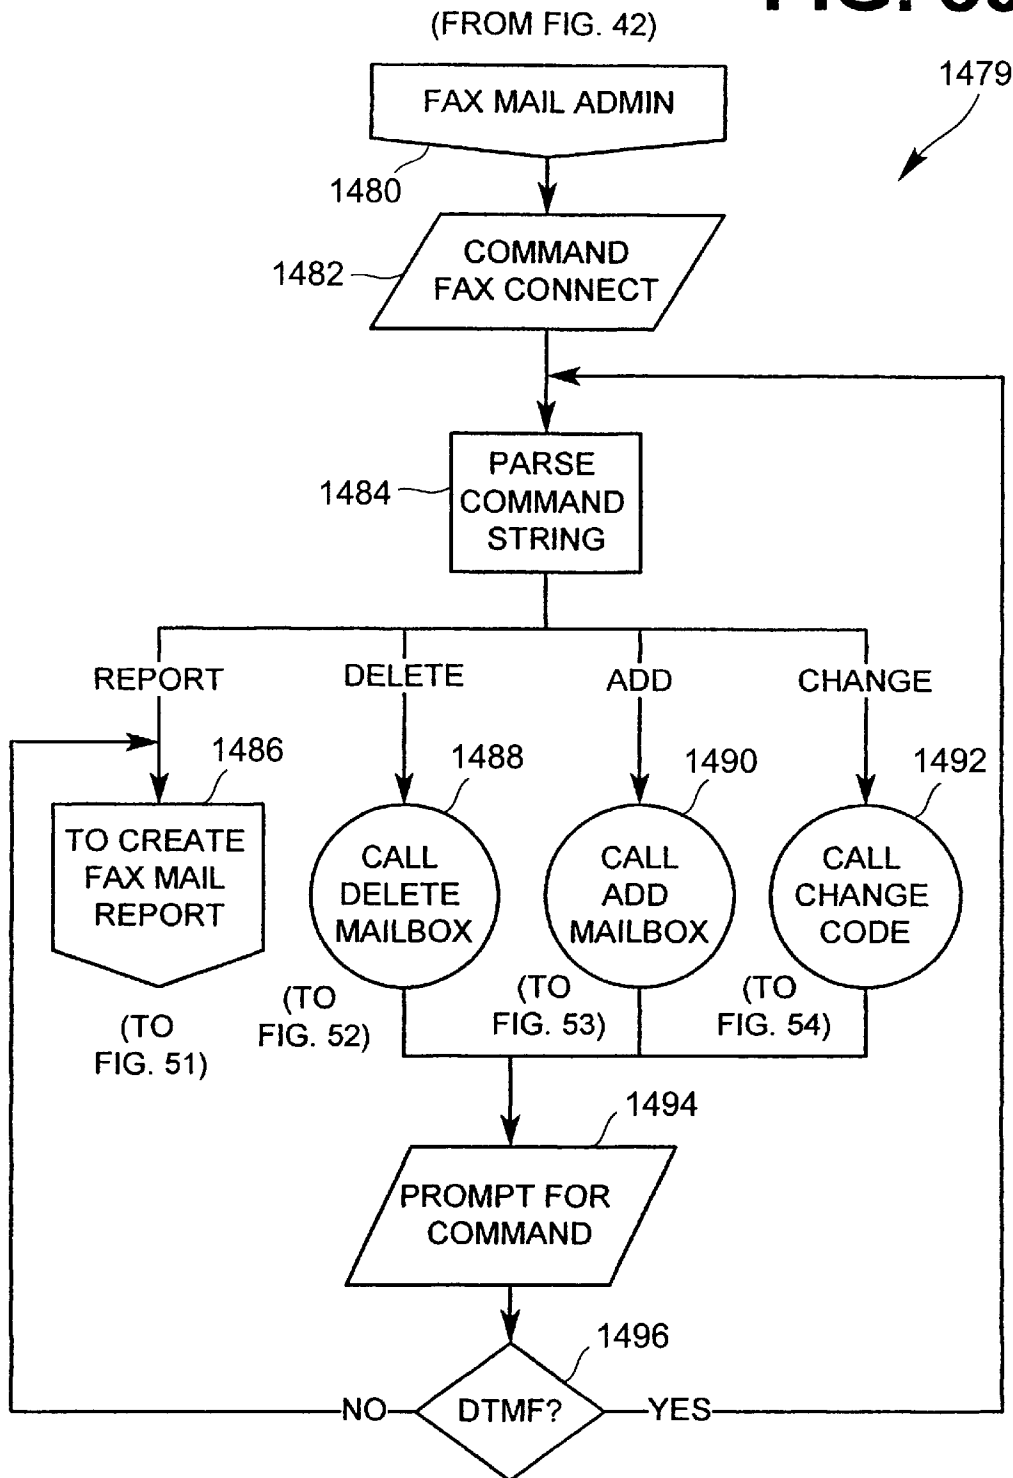 (FROM FIG. 42)
1479
FAX MAIL ADMIN
1480
COMMAND
FAX CONNECT
1482
PARSE
COMMAND
STRING
1484
REPORT
DELETE
ADD
CHANGE
1486
1488
1490
1492
TO CREATE
FAX MAIL
REPORT
CALL
DELETE
MAILBOX
CALL
ADD
MAILBOX
CALL
CHANGE
CODE
(TO
FIG. 51)
(TO
FIG. 52)
(TO
FIG. 53)
(TO
FIG. 54)
1494
PROMPT FOR
COMMAND
1496
NO
DTMF?
YES